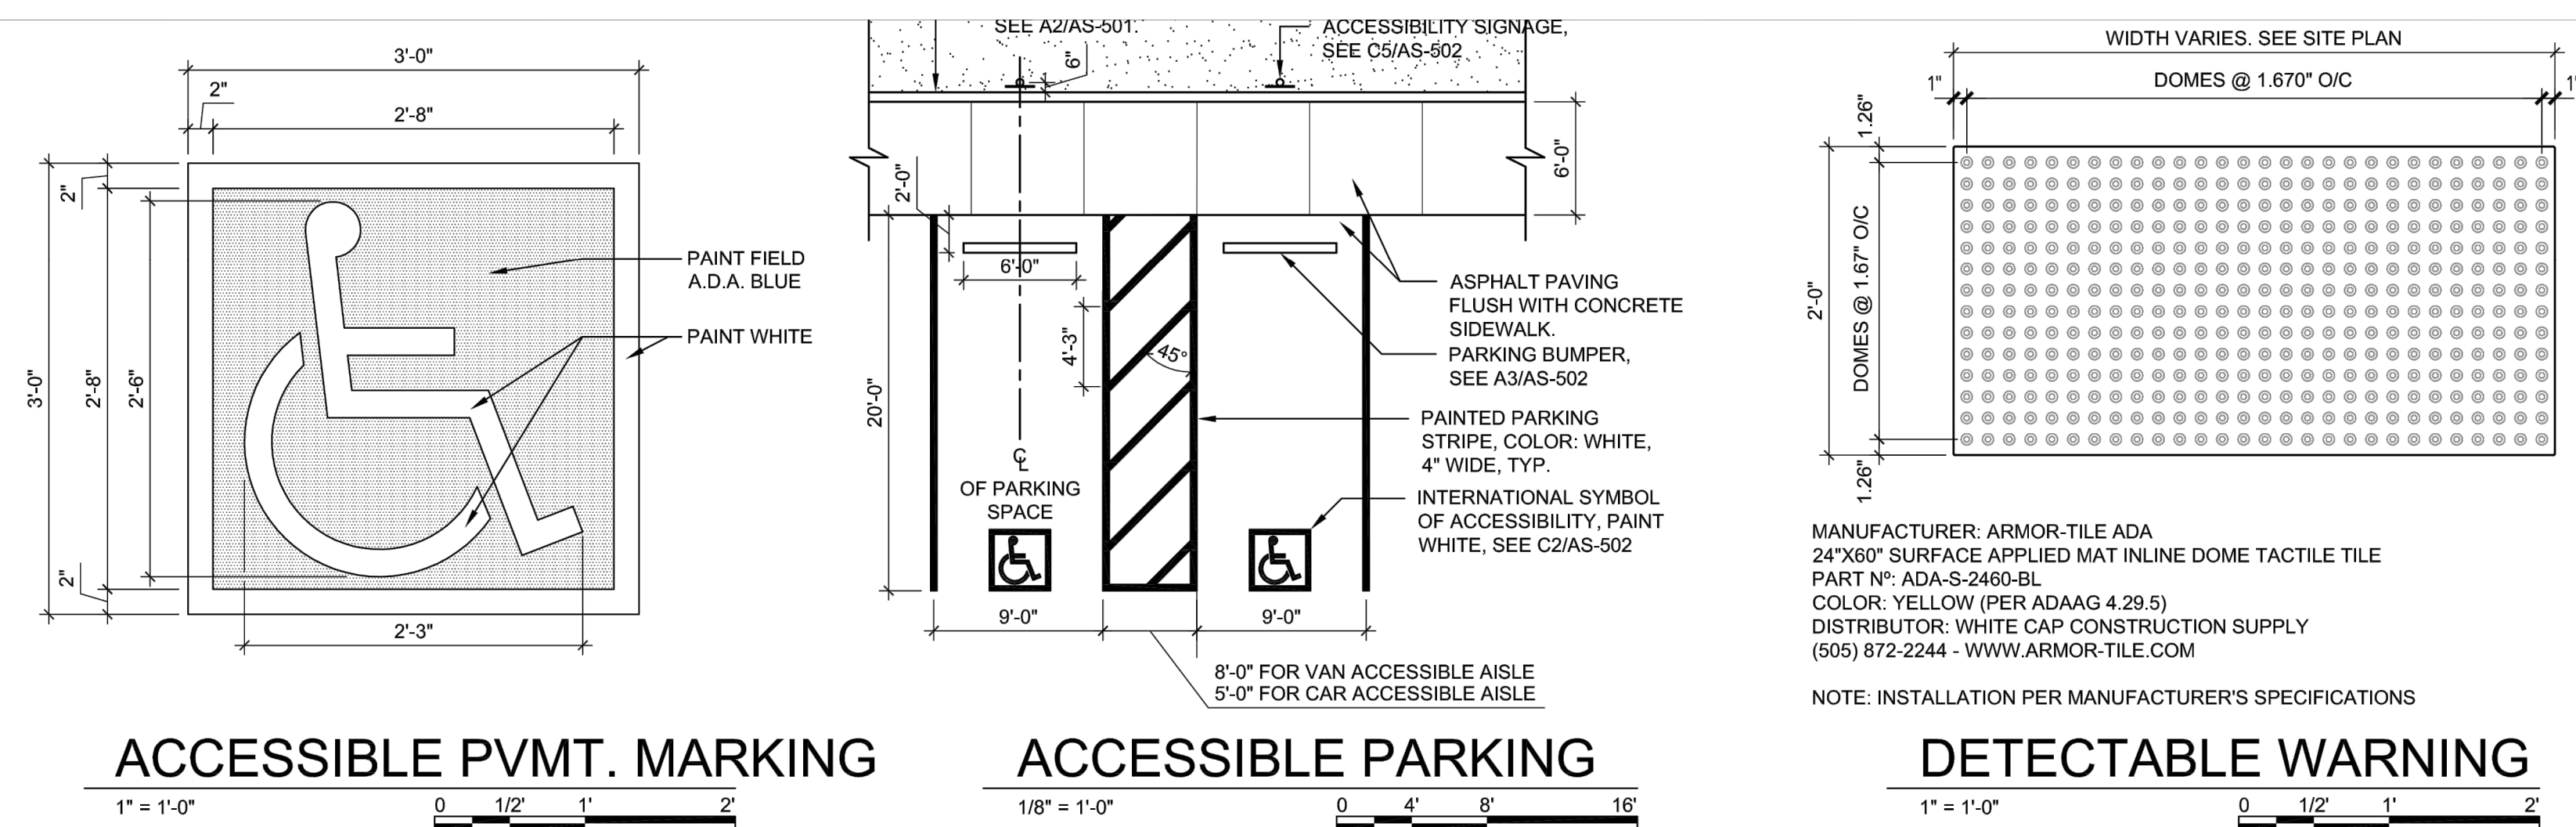 3'-0"
2"
2'-8"
3'-0"
2"
2'-8"
2'-6"
2"
2'-3"
PAINT FIELD
A.D.A. BLUE
PAINT WHITE
ACCESSIBLE PVMT. MARKING
1" = 1'-0"
0 1/2' 1' 2'
SEE A2/AS-501.
6"
ACCESSIBILITY SIGNAGE,
SEE C5/AS-502
6'-0"
2'-0"
6'-0"
4'-3"
45°
20'-0"
ASPHALT PAVING
FLUSH WITH CONCRETE
SIDEWALK.
PARKING BUMPER,
SEE A3/AS-502
PAINTED PARKING
STRIPE, COLOR: WHITE,
4" WIDE, TYP.
CL
OF PARKING
SPACE
INTERNATIONAL SYMBOL
OF ACCESSIBILITY, PAINT
WHITE, SEE C2/AS-502
9'-0"
9'-0"
8'-0" FOR VAN ACCESSIBLE AISLE
5'-0" FOR CAR ACCESSIBLE AISLE
ACCESSIBLE PARKING
1/8" = 1'-0"
0 4' 8' 16'
WIDTH VARIES. SEE SITE PLAN
1"
DOMES @ 1.670" O/C
1"
1.26"
2'-0"
DOMES @ 1.67" O/C
1.26"
MANUFACTURER: ARMOR-TILE ADA
24"X60" SURFACE APPLIED MAT INLINE DOME TACTILE TILE
PART Nº: ADA-S-2460-BL
COLOR: YELLOW (PER ADAAG 4.29.5)
DISTRIBUTOR: WHITE CAP CONSTRUCTION SUPPLY
(505) 872-2244 - WWW.ARMOR-TILE.COM
NOTE: INSTALLATION PER MANUFACTURER'S SPECIFICATIONS
DETECTABLE WARNING
1" = 1'-0"
0 1/2' 1' 2'